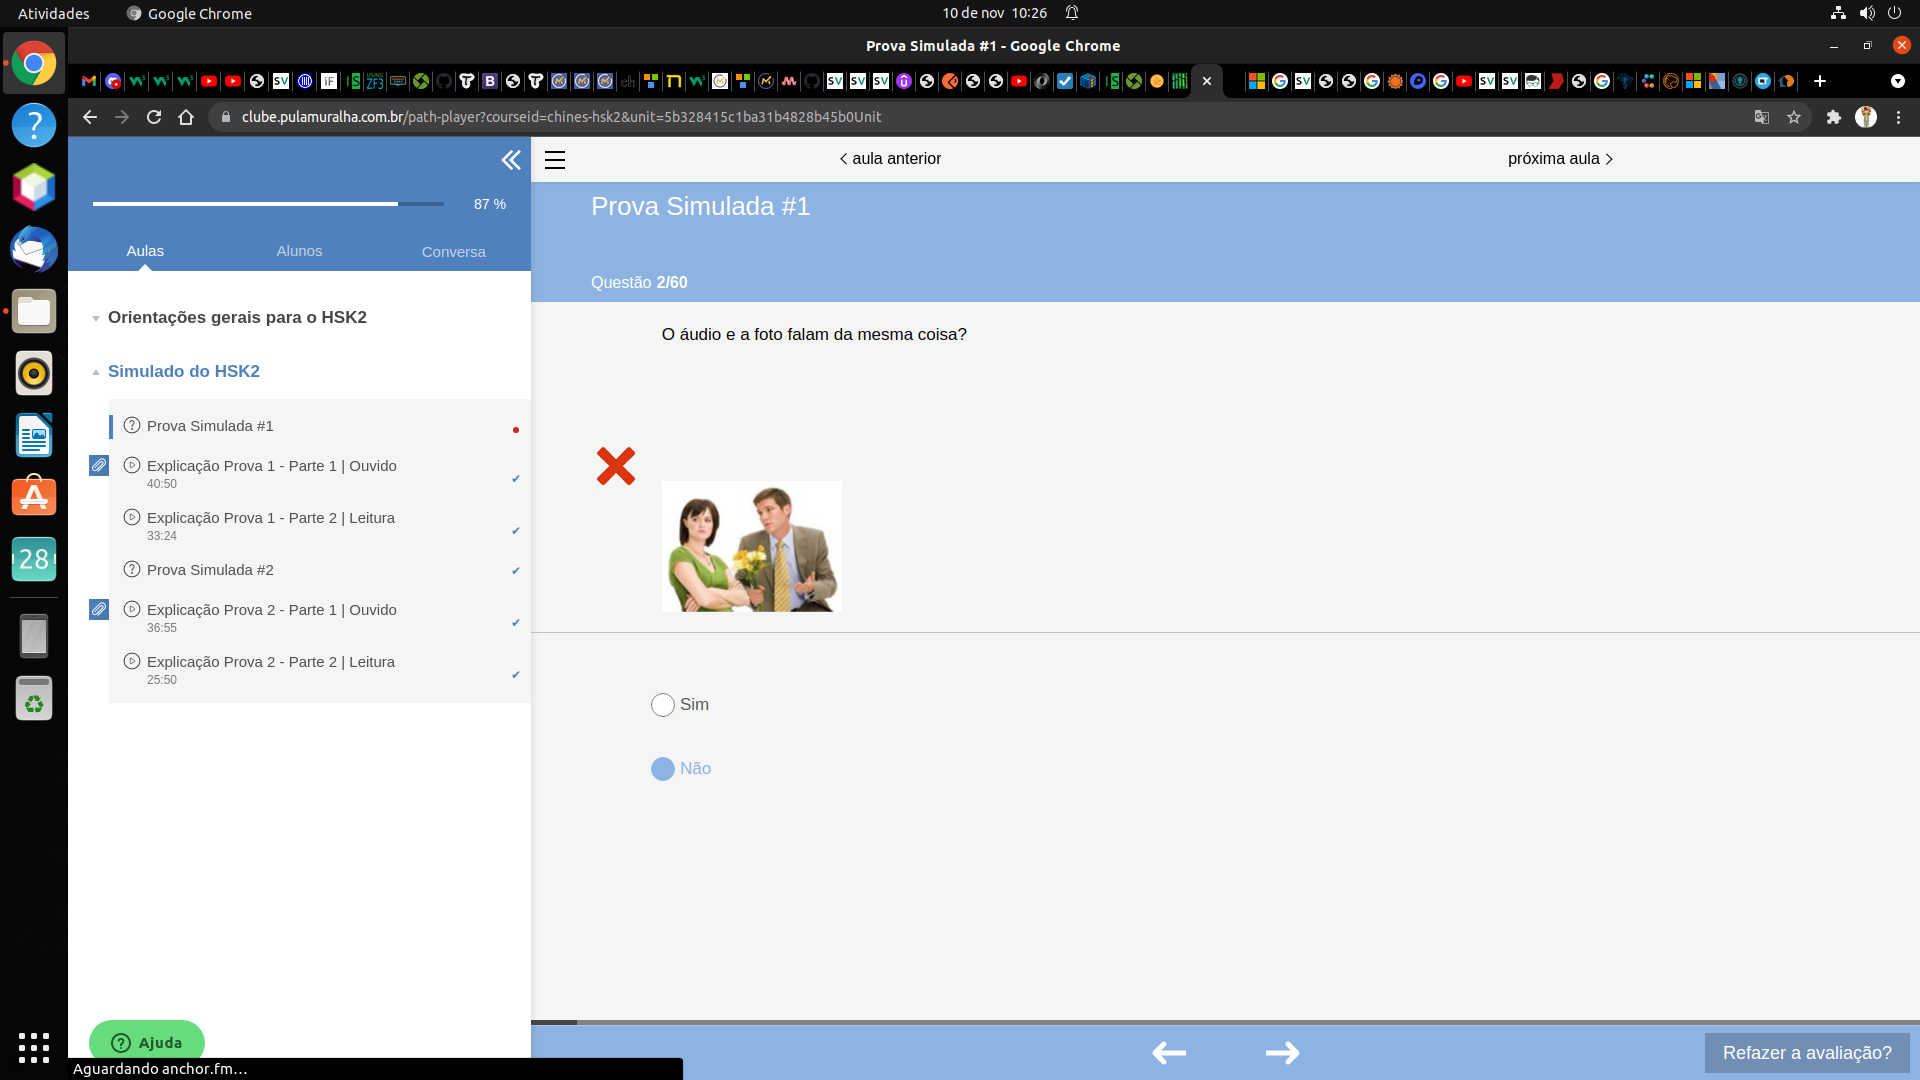 Atividades
Google Chrome
10 de nov 10:26
Prova Simulada #1 - Google Chrome
clube.pulamuralha.com.br/path-player?courseid=chines-hsk2&unit=5b328415c1ba31b4828b45b0Unit
aula anterior
próxima aula
87 %
Aulas
Alunos
Conversa
Prova Simulada #1
Questão 2/60
Orientações gerais para o HSK2
Simulado do HSK2
Prova Simulada #1
Explicação Prova 1 - Parte 1 | Ouvido
40:50
Explicação Prova 1 - Parte 2 | Leitura
33:24
Prova Simulada #2
Explicação Prova 2 - Parte 1 | Ouvido
36:55
Explicação Prova 2 - Parte 2 | Leitura
25:50
O áudio e a foto falam da mesma coisa?
Sim
Não
28
Ajuda
Aguardando anchor.fm...
Refazer a avaliação?